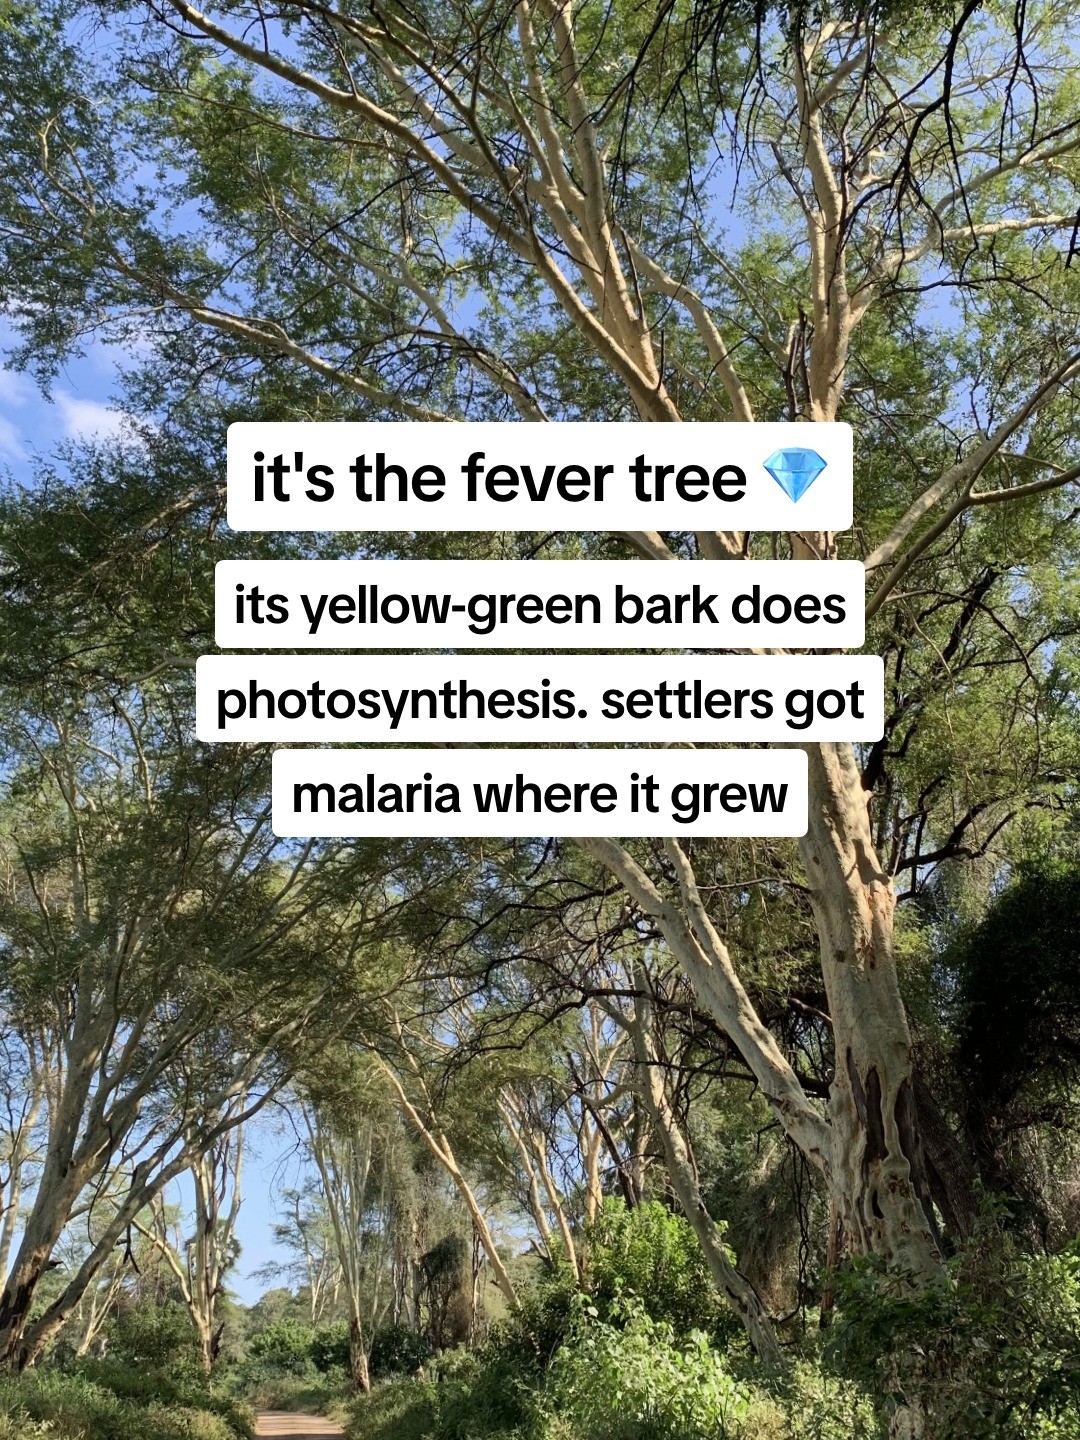 it's the fever tree 💎
its yellow-green bark does
photosynthesis. settlers got
malaria where it grew